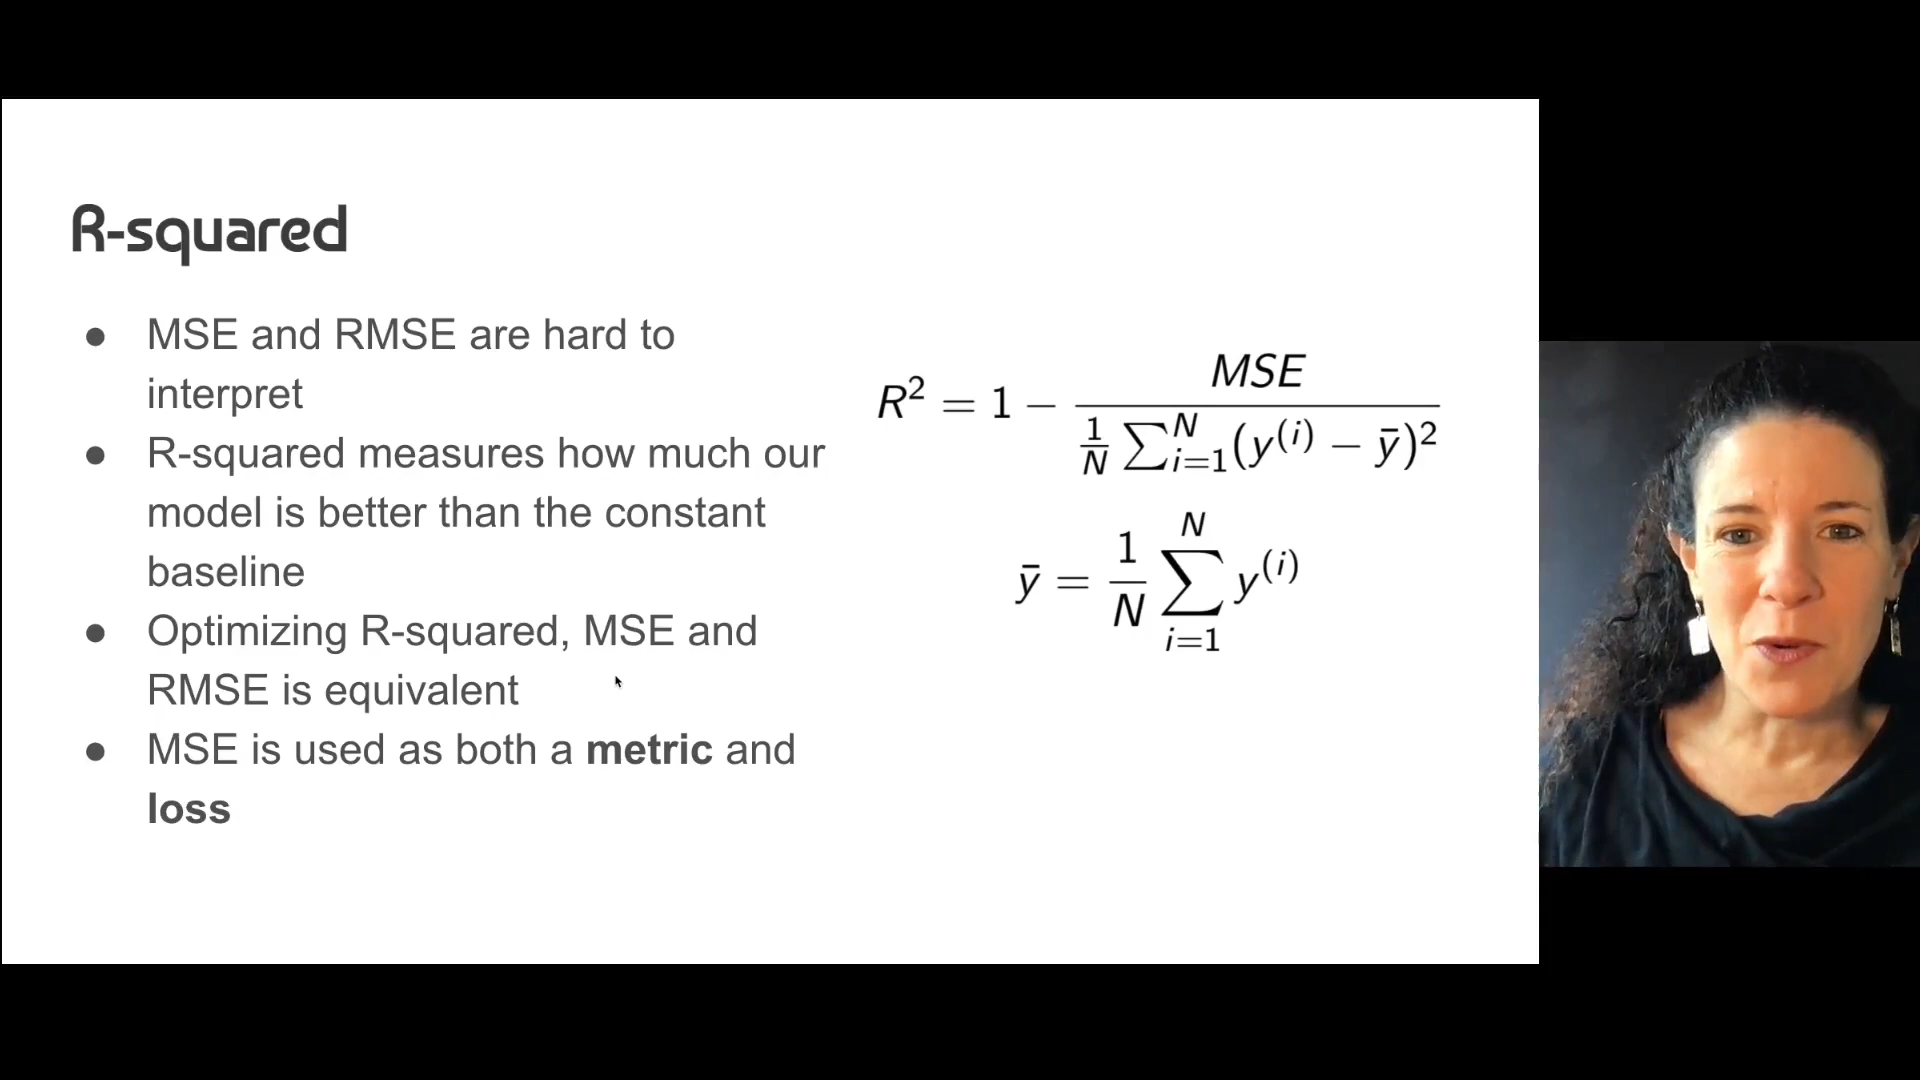 R-squared
● MSE and RMSE are hard to
interpret
● R-squared measures how much our
model is better than the constant
baseline
● Optimizing R-squared, MSE and
RMSE is equivalent
● MSE is used as both a metric and
loss
R² = 1 − MSE / (1/N ∑ᵢ₌₁ᴺ (y⁽ⁱ⁾ − ȳ)²)
ȳ = 1/N ∑ᵢ₌₁ᴺ y⁽ⁱ⁾